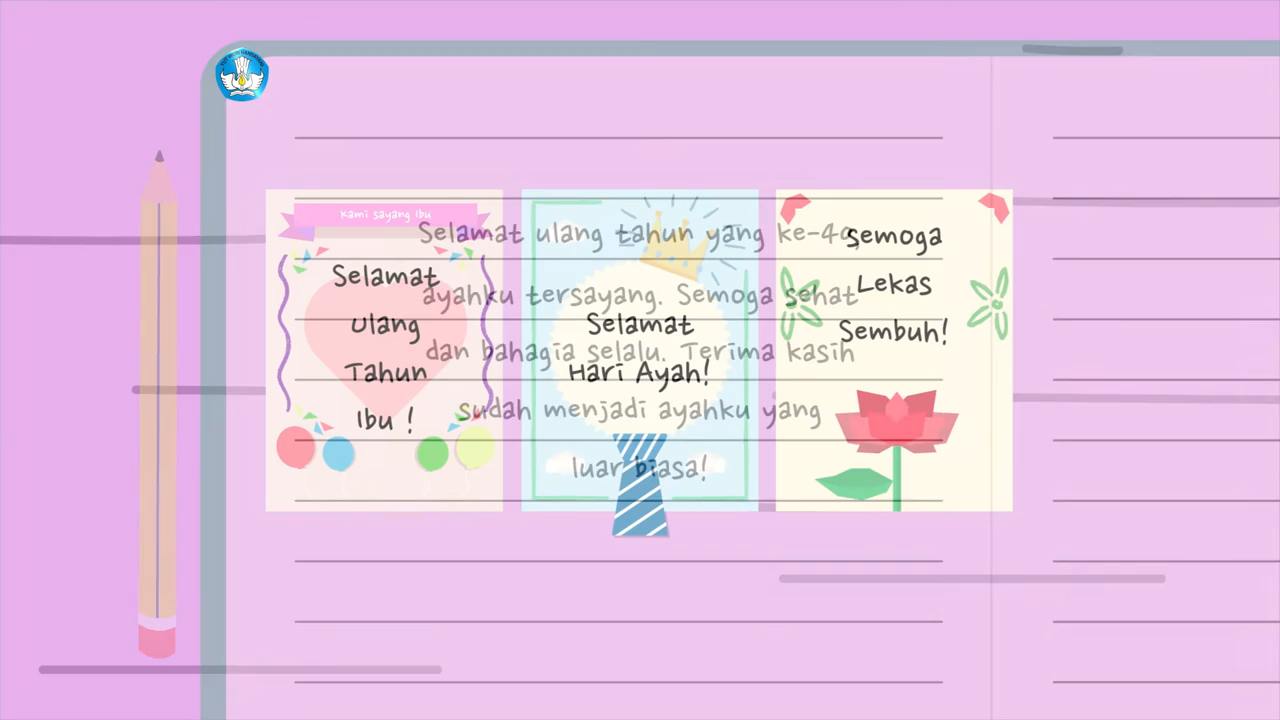 Kami sayang Ibu
Selamat
Ulang
Tahun
Ibu !
Selamat
Hari Ayah!
Semoga
Lekas
Sembuh!
Selamat ulang tahun yang ke-40,
ayahku tersayang. Semoga sehat
dan bahagia selalu. Terima kasih
sudah menjadi ayahku yang
luar biasa!